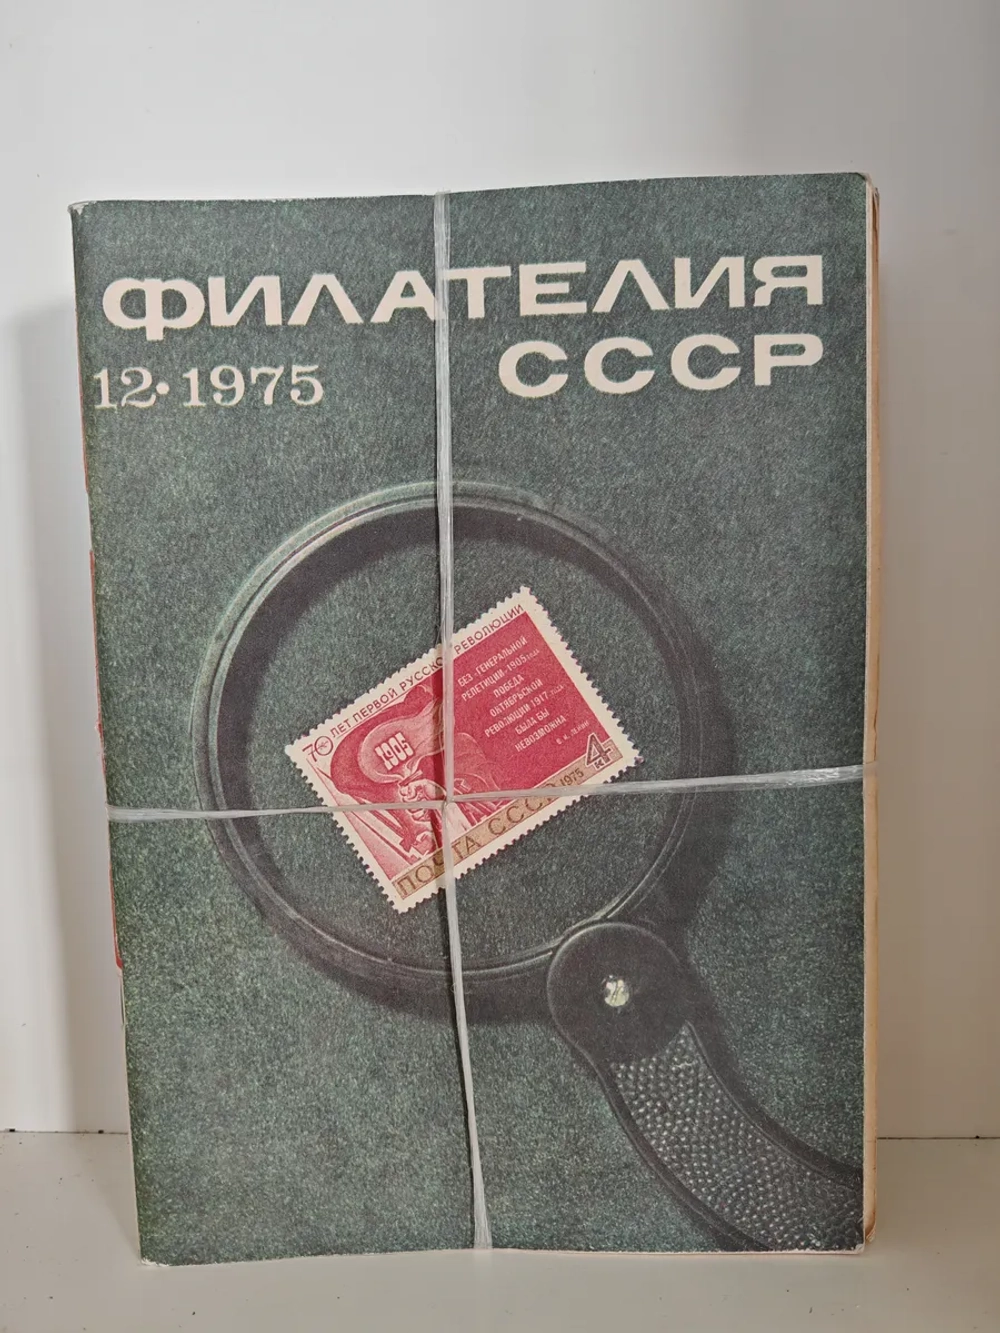 ФИЛАТЕЛИЯ
СССР
12·1975
70 ЛЕТ ПЕРВОЙ РУССКОЙ РЕВОЛЮЦИИ
1905
БЕЗ „ГЕНЕРАЛЬНОЙ
РЕПЕТИЦИИ„ 1905 года
ПОБЕДА
ОКТЯБРЬСКОЙ
РЕВОЛЮЦИИ 1917 года
БЫЛА БЫ
НЕВОЗМОЖНА
В. И. ЛЕНИН
ПОЧТА СССР 1975
4 К